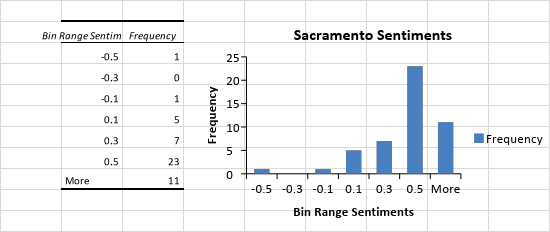 Bin Range Sentim Frequency
-0.5 1
-0.3 0
-0.1 1
0.1 5
0.3 7
0.5 23
More 11
Sacramento Sentiments
Frequency
25
20
15
10
5
0
-0.5 -0.3 -0.1 0.1 0.3 0.5 More
Bin Range Sentiments
Frequency